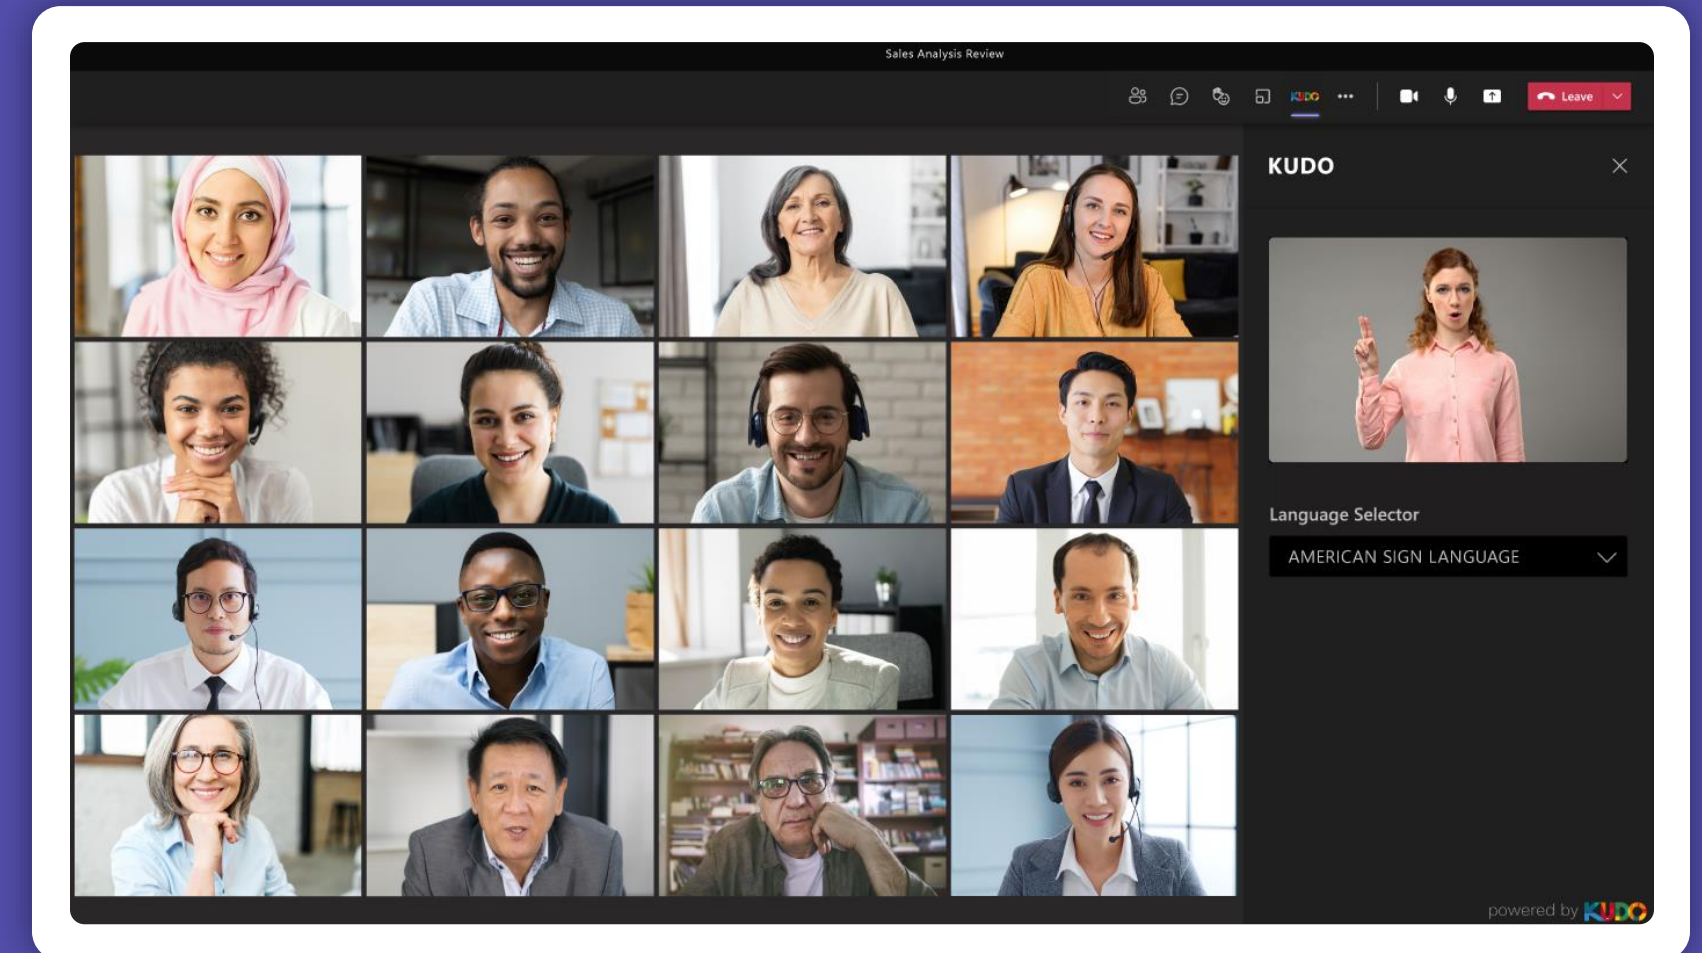 Sales Analysis Review
KUDO
Leave
KUDO
Language Selector
AMERICAN SIGN LANGUAGE
powered by KUDO